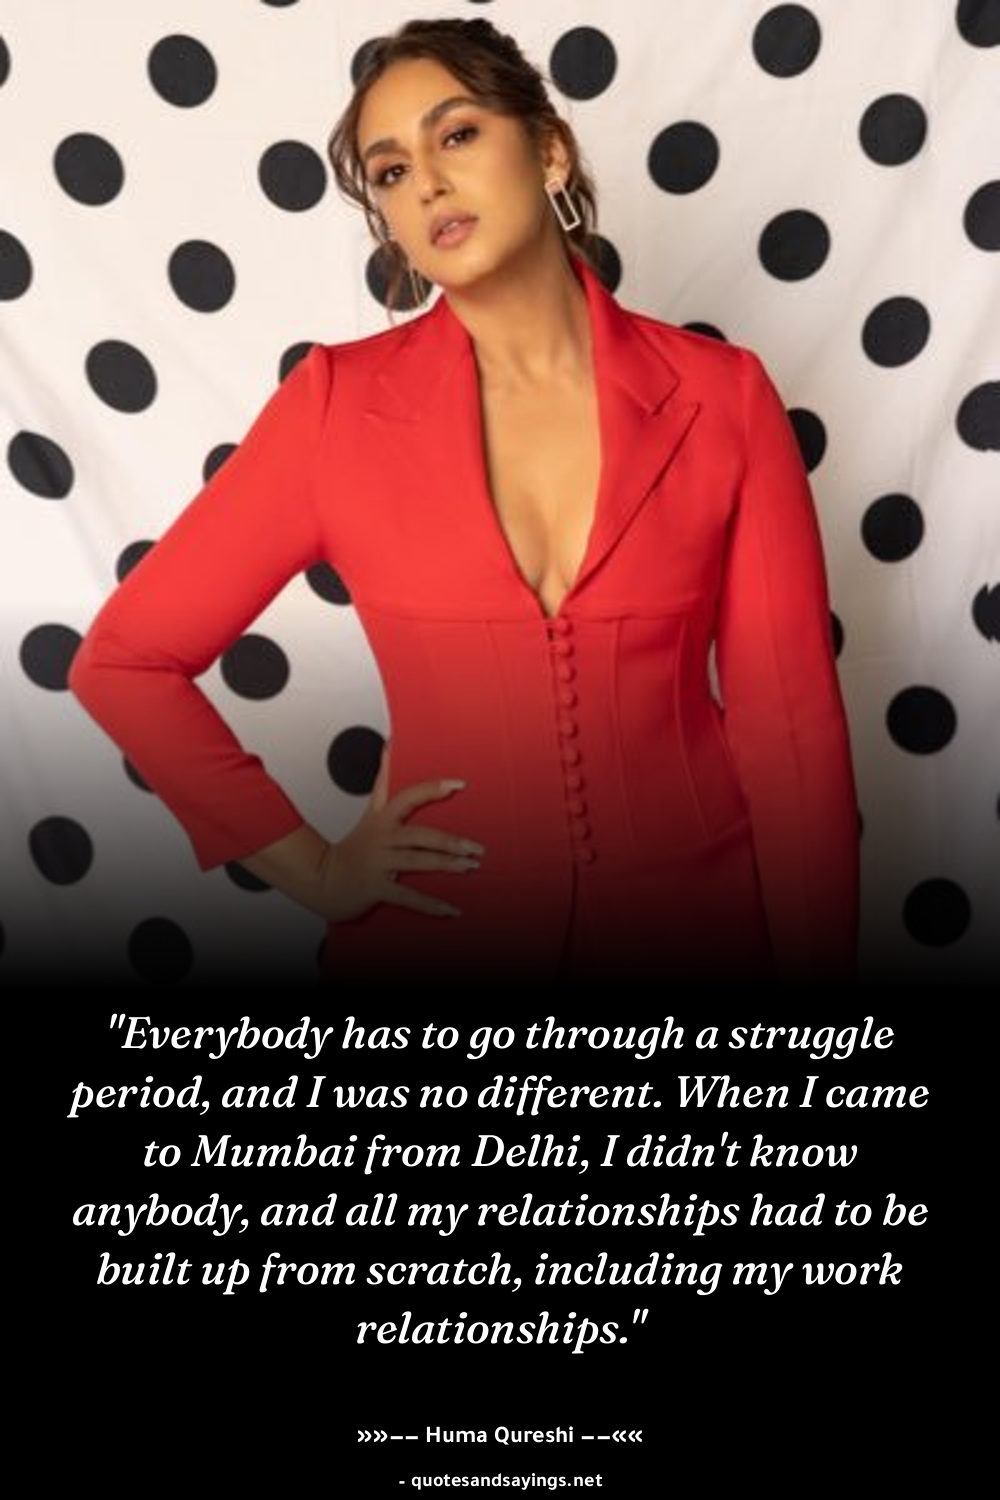 "Everybody has to go through a struggle
period, and I was no different. When I came
to Mumbai from Delhi, I didn't know
anybody, and all my relationships had to be
built up from scratch, including my work
relationships."
»»−− Huma Qureshi −−««
- quotesandsayings.net